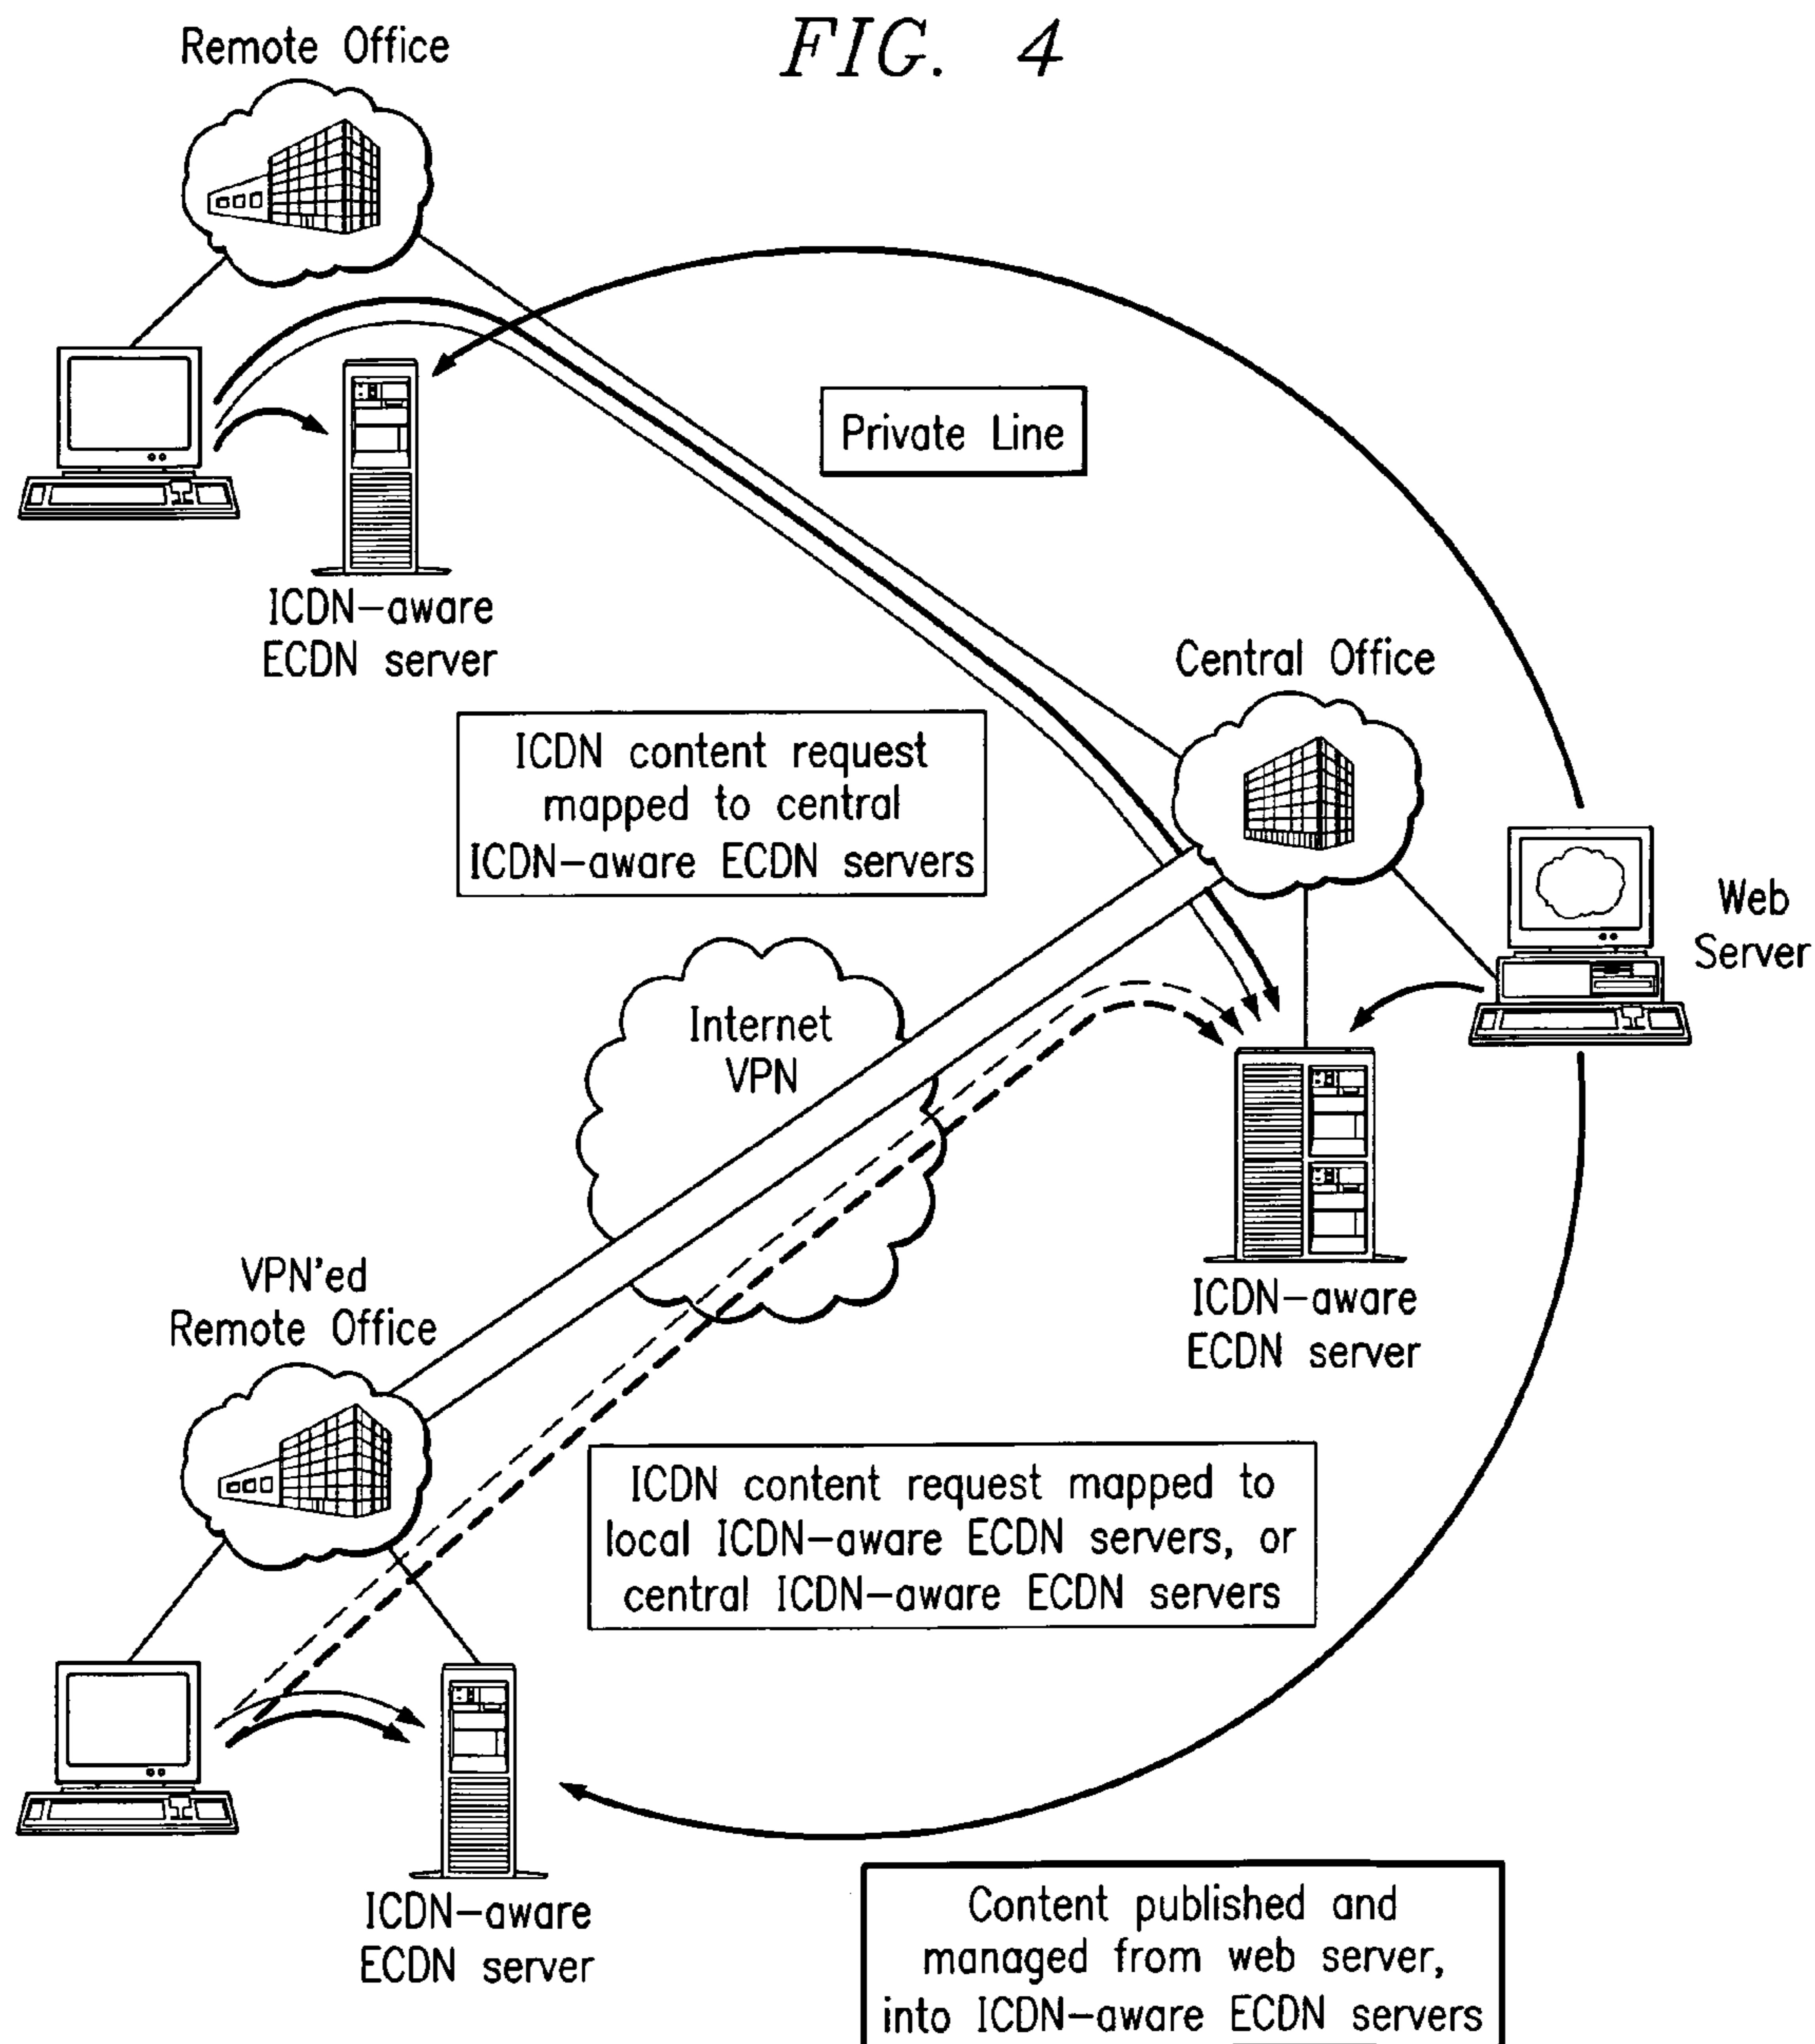 FIG. 4
Remote Office
Private Line
ICDN-aware
ECDN server
Central Office
ICDN content request
mapped to central
ICDN-aware ECDN servers
Web
Server
Internet
VPN
VPN'ed
Remote Office
ICDN-aware
ECDN server
ICDN content request mapped to
local ICDN-aware ECDN servers, or
central ICDN-aware ECDN servers
ICDN-aware
ECDN server
Content published and
managed from web server,
into ICDN-aware ECDN servers